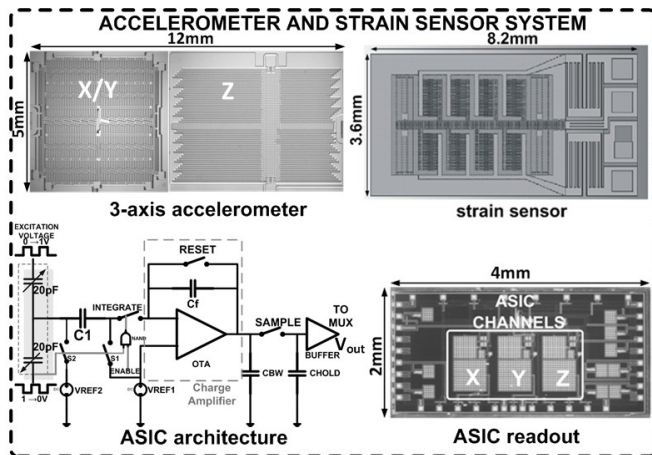 ACCELEROMETER AND STRAIN SENSOR SYSTEM
12mm
8.2mm
5mm
X/Y
Z
3.6mm
3-axis accelerometer
strain sensor
EXCITATION
VOLTAGE
0 →1V
RESET
4mm
20pF
Cf
INTEGRATE
C1
SAMPLE
TO
MUX
Vout
ASIC
CHANNELS
2mm
NAND
20pF
S2
S1
OTA
BUFFER
X
Y
Z
ENABLE
Charge
Amplifier
CBW
CHOLD
1 →0V
VREF2
VREF1
ASIC architecture
ASIC readout